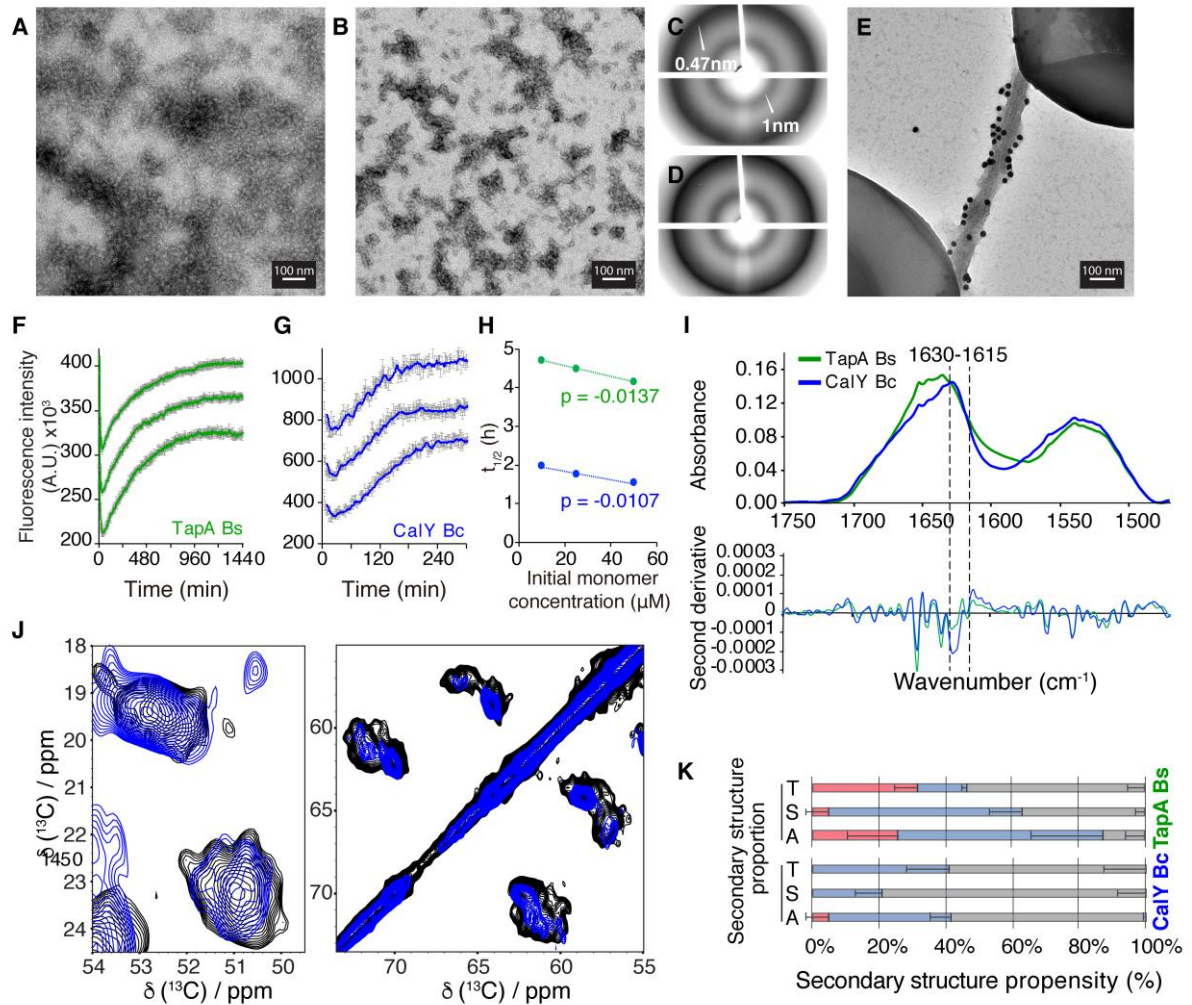 A
B
C
0.47nm
1nm
D
E
100 nm
100 nm
100 nm
F
Fluorescence intensity
(A.U.) x10³
400
350
300
250
200
TapA Bs
0
480
960
1440
Time (min)
G
1000
800
600
400
200
CalY Bc
0
120
240
Time (min)
H
t1/2 (h)
5
4
3
2
1
0
p = -0.0137
p = -0.0107
0 20 40 60
Initial monomer
concentration (µM)
I
TapA Bs
CalY Bc
1630-1615
Absorbance
0.16
0.12
0.08
0.04
0.00
1750 1700 1650 1600 1550 1500
Second derivative
0.0003
0.0002
0.0001
0
-0.0001
-0.0002
-0.0003
Wavenumber (cm⁻¹)
J
δ (¹³C) / ppm
18
19
20
21
22
1450
23
24
54 53 52 51 50
δ (¹³C) / ppm
60
65
70
70 65 60 55
δ (¹³C) / ppm
K
Secondary structure
proportion
T
S
A
TapA Bs
T
S
A
CalY Bc
0% 20% 40% 60% 80% 100%
Secondary structure propensity (%)